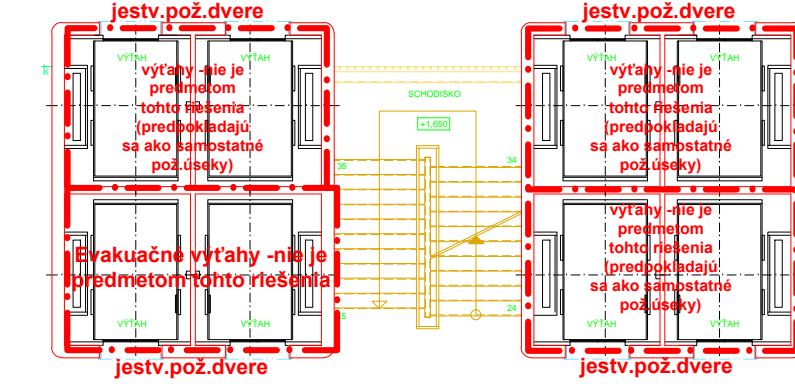 jestv.pož.dvere
jestv.pož.dvere
VÝŤAH
VÝŤAH
výťahy -nie je
predmetom
tohto riešenia
(predpokladajú
sa ako samostatné
pož.úseky)
SCHODISKO
+1.650
VÝŤAH
VÝŤAH
výťahy -nie je
predmetom
tohto riešenia
(predpokladajú
sa ako samostatné
pož.úseky)
35
34
Evakuačné výťahy -nie je
predmetom tohto riešenia
výťahy -nie je
predmetom
tohto riešenia
(predpokladajú
sa ako samostatné
pož.úseky)
24
VÝŤAH
VÝŤAH
VÝŤAH
VÝŤAH
jestv.pož.dvere
jestv.pož.dvere